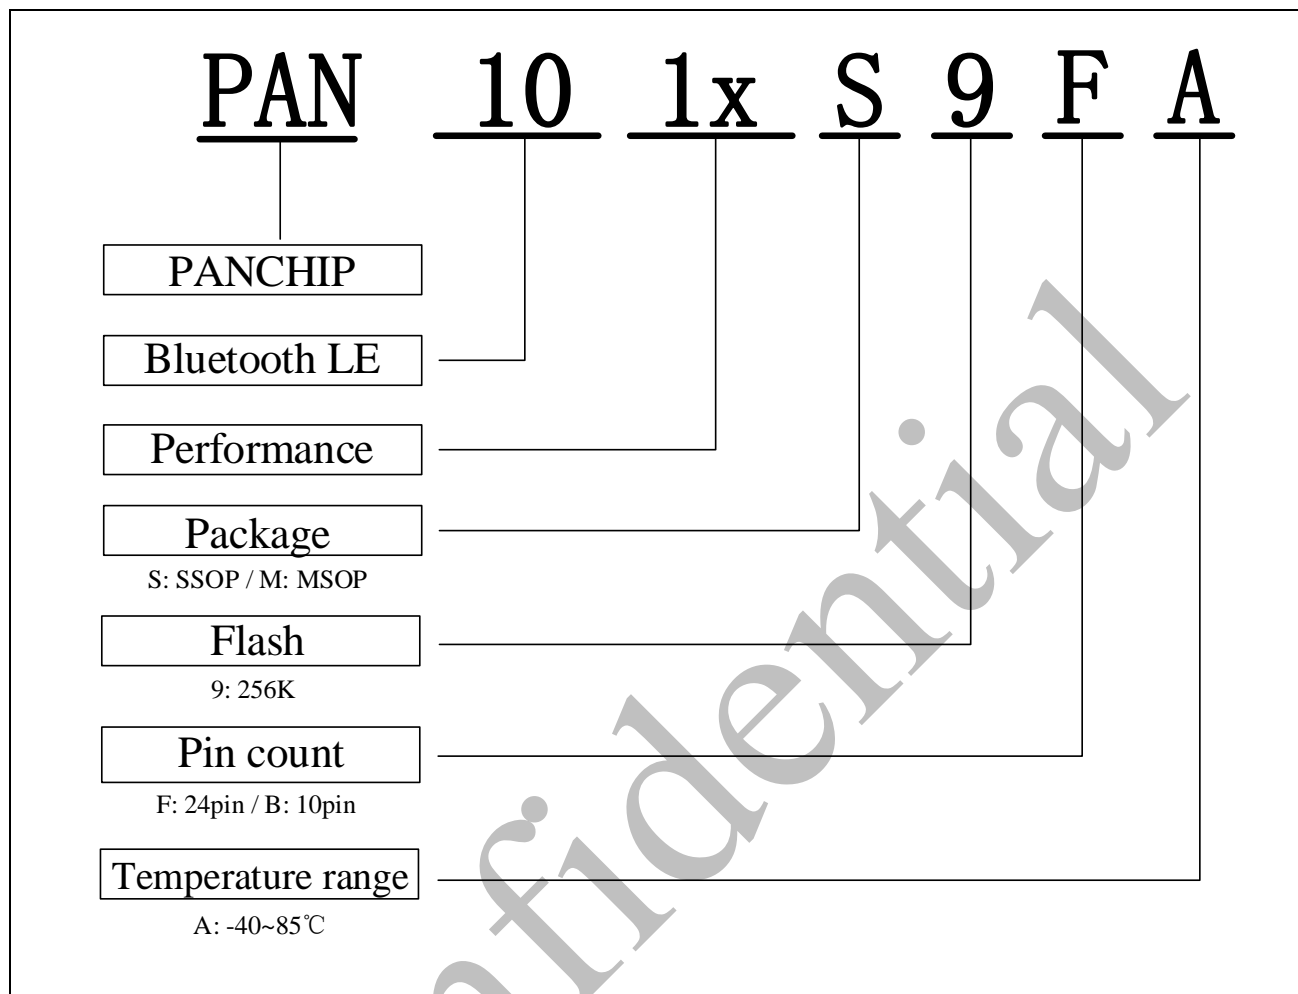 PAN 10 1x S 9 F A
PANCHIP
Bluetooth LE
Performance
Package
S: SSOP / M: MSOP
Flash
9: 256K
Pin count
F: 24pin / B: 10pin
Temperature range
A: -40~85℃
nfidential